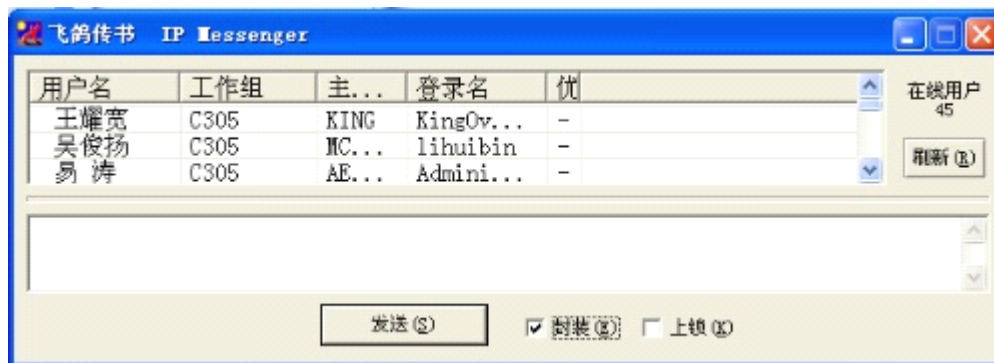 飞鸽传书 IP Messenger
用户名 工作组 主... 登录名 优
王耀宽 C305 KING KingOv... -
吴俊扬 C305 MC... lihuibin -
易 涛 C305 AE... Admini... -
在线用户
45
刷新(R)
发送(S) 封装(E) 上锁(K)